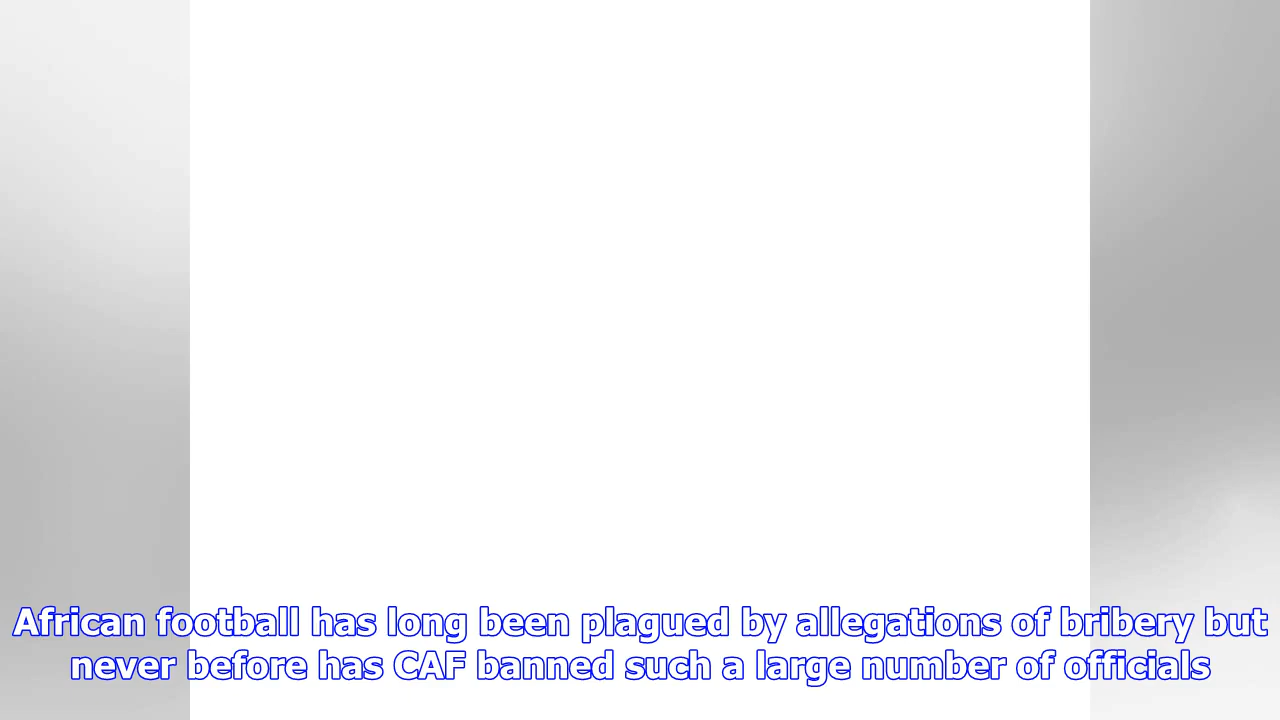 African football has long been plagued by allegations of bribery but
never before has CAF banned such a large number of officials